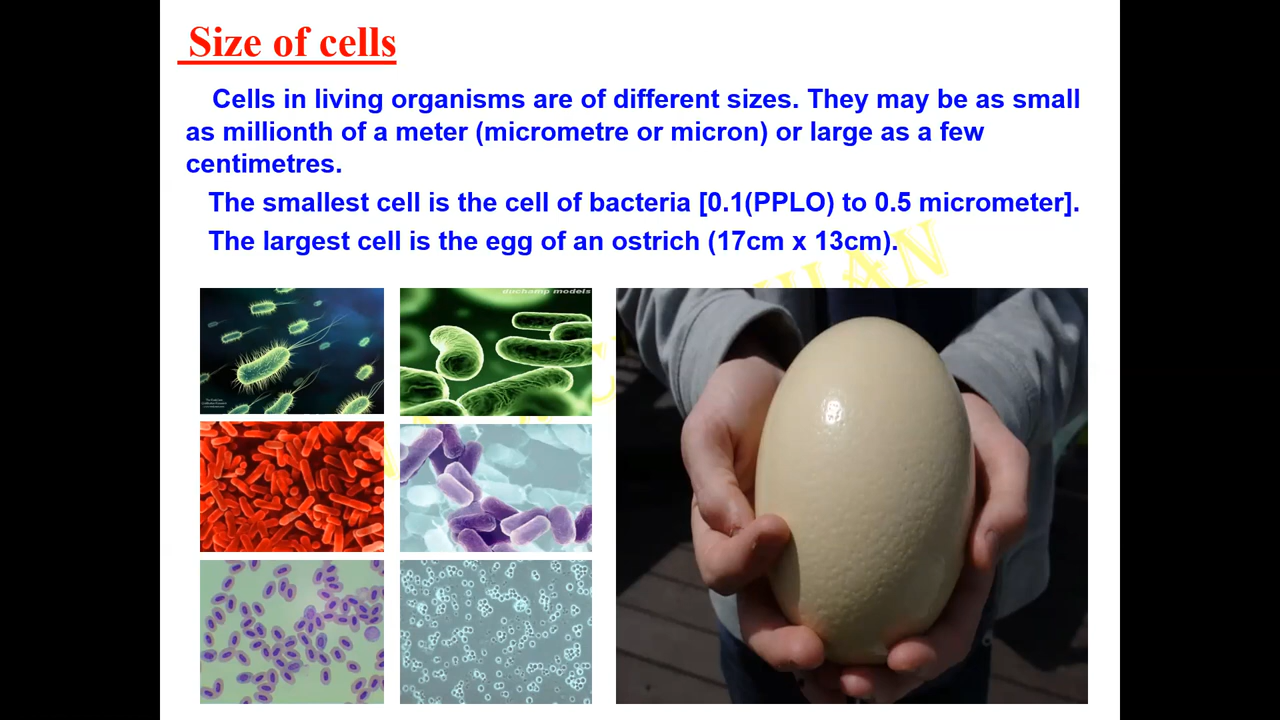 Size of cells
Cells in living organisms are of different sizes. They may be as small
as millionth of a meter (micrometre or micron) or large as a few
centimetres.
The smallest cell is the cell of bacteria [0.1(PPLO) to 0.5 micrometer].
The largest cell is the egg of an ostrich (17cm x 13cm).
duchamp models